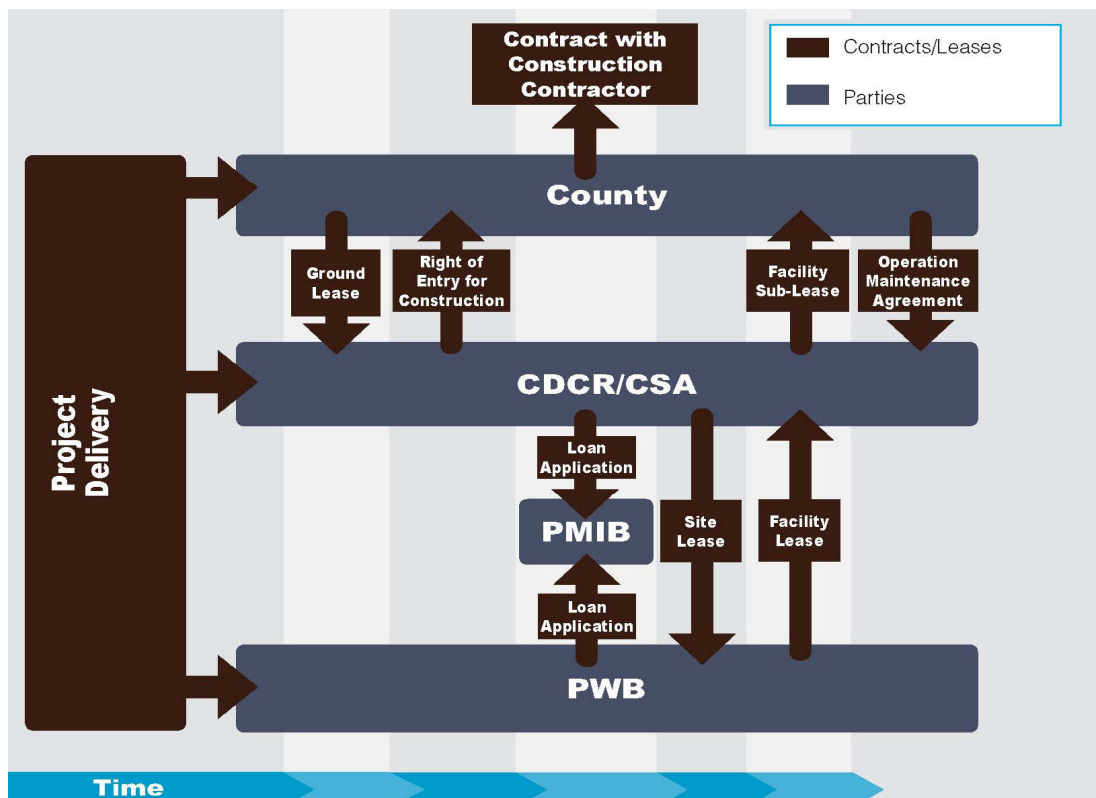 Contract with
Construction
Contractor
Contracts/Leases
Parties
Project
Delivery
County
Ground
Lease
Right of
Entry for
Construction
Facility
Sub-Lease
Operation
Maintenance
Agreement
CDCR/CSA
Loan
Application
PMIB
Site
Lease
Facility
Lease
Loan
Application
PWB
Time